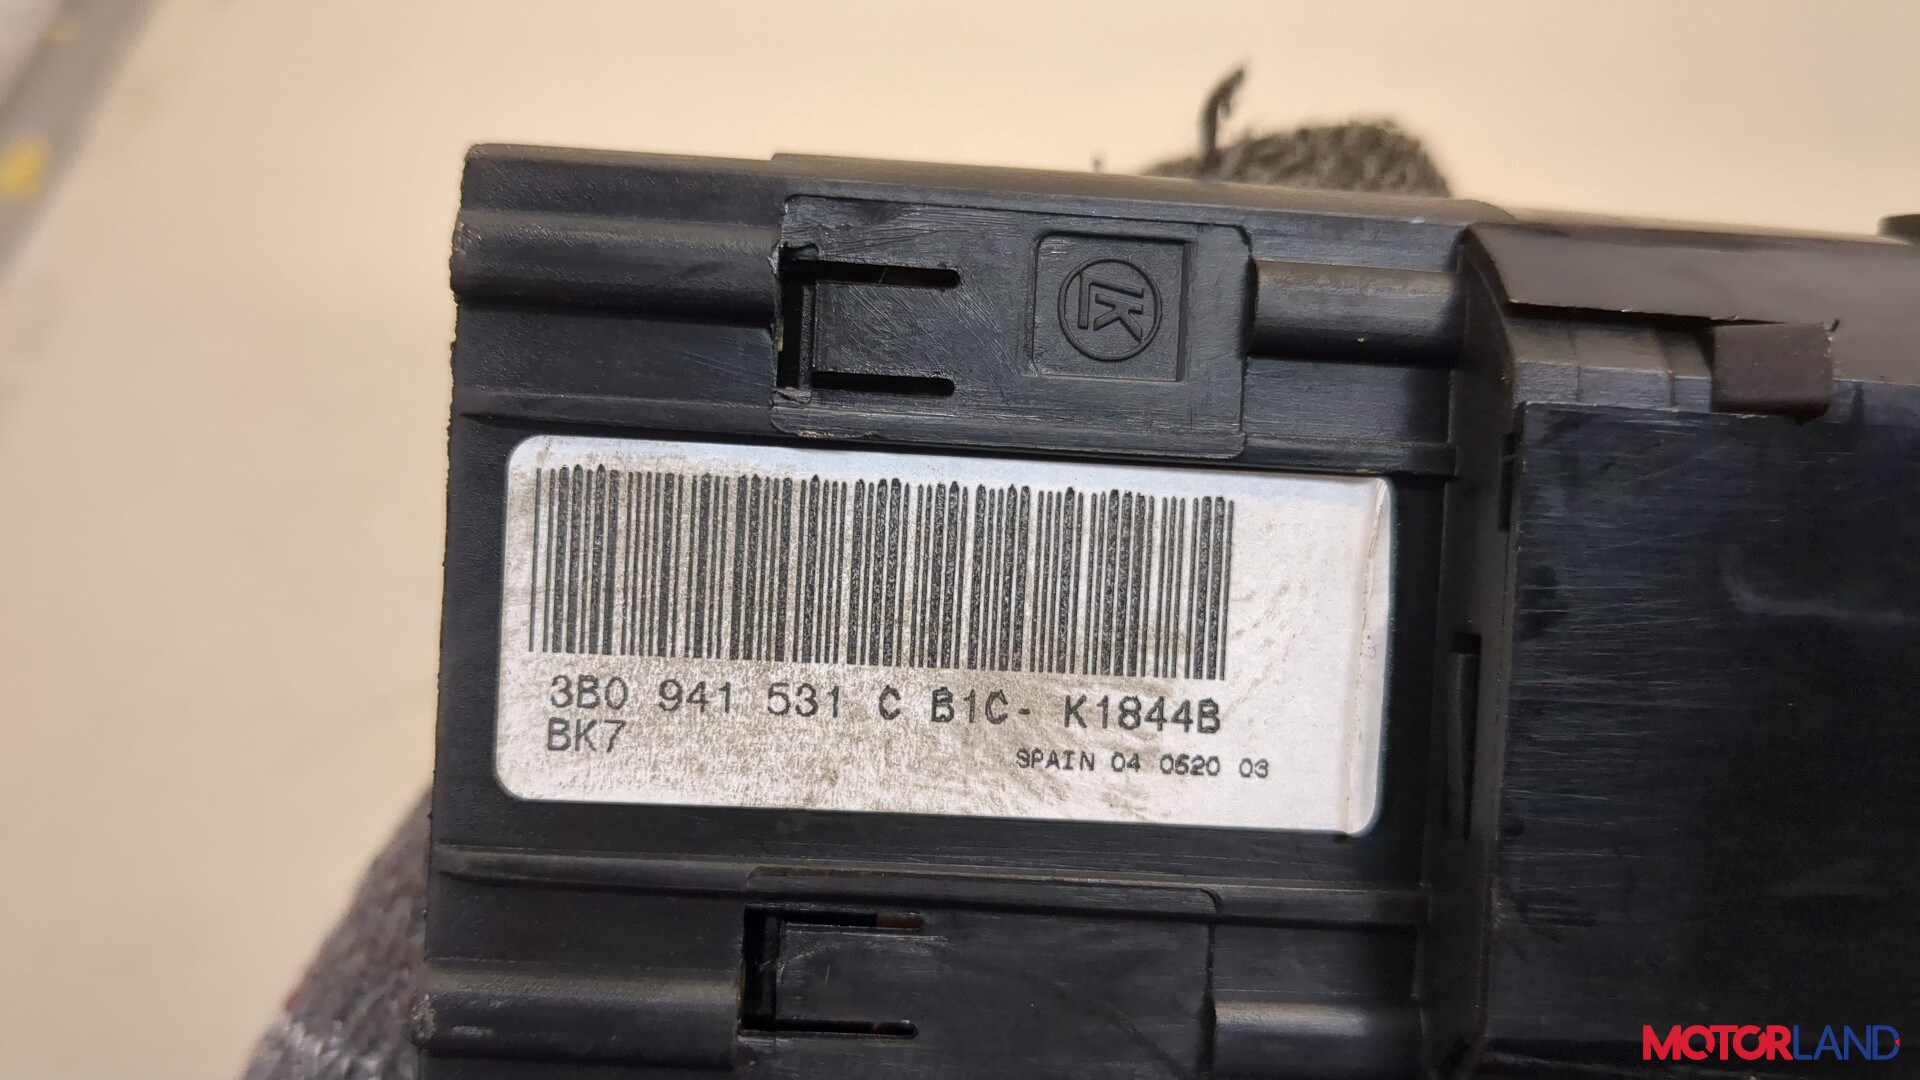 LK
3B0 941 531 C B1C- K1844B
BK7
SPAIN 04 0520 03
MOTORLAND